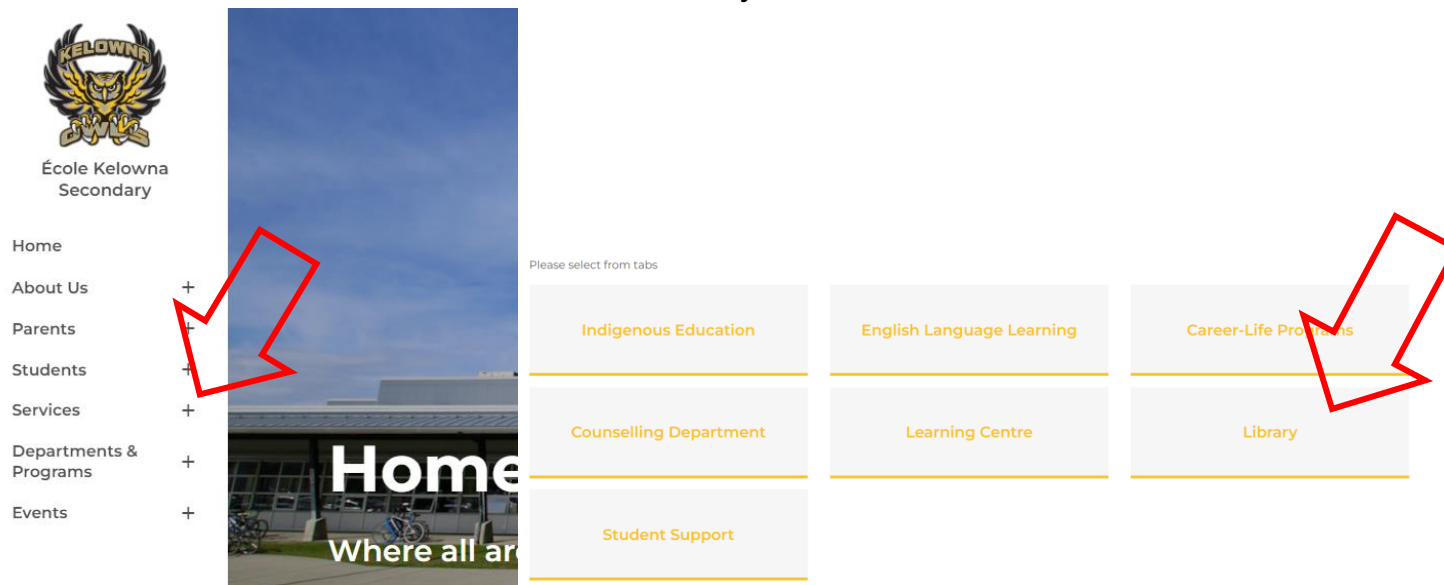 KELOWNA
OWLS
École Kelowna
Secondary
Home
About Us +
Parents +
Students +
Services +
Departments &
Programs +
Events +
Home
Where all are
Please select from tabs
Indigenous Education
English Language Learning
Career-Life Programs
Counselling Department
Learning Centre
Library
Student Support